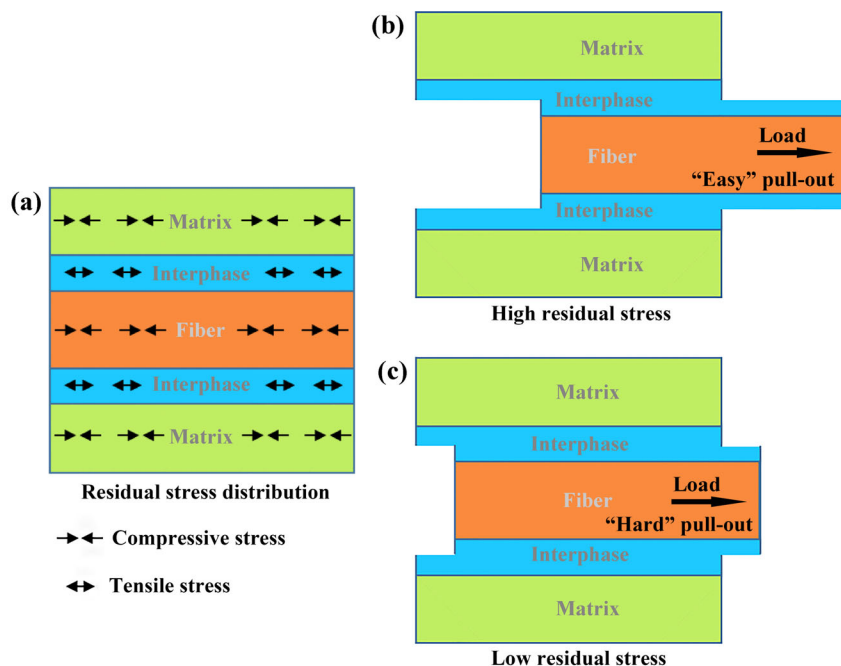 (a)
Matrix
Interphase
Fiber
Interphase
Matrix
Residual stress distribution
Compressive stress
Tensile stress
(b)
Matrix
Interphase
Fiber
Load
“Easy” pull-out
Interphase
Matrix
High residual stress
(c)
Matrix
Interphase
Fiber
Load
“Hard” pull-out
Interphase
Matrix
Low residual stress